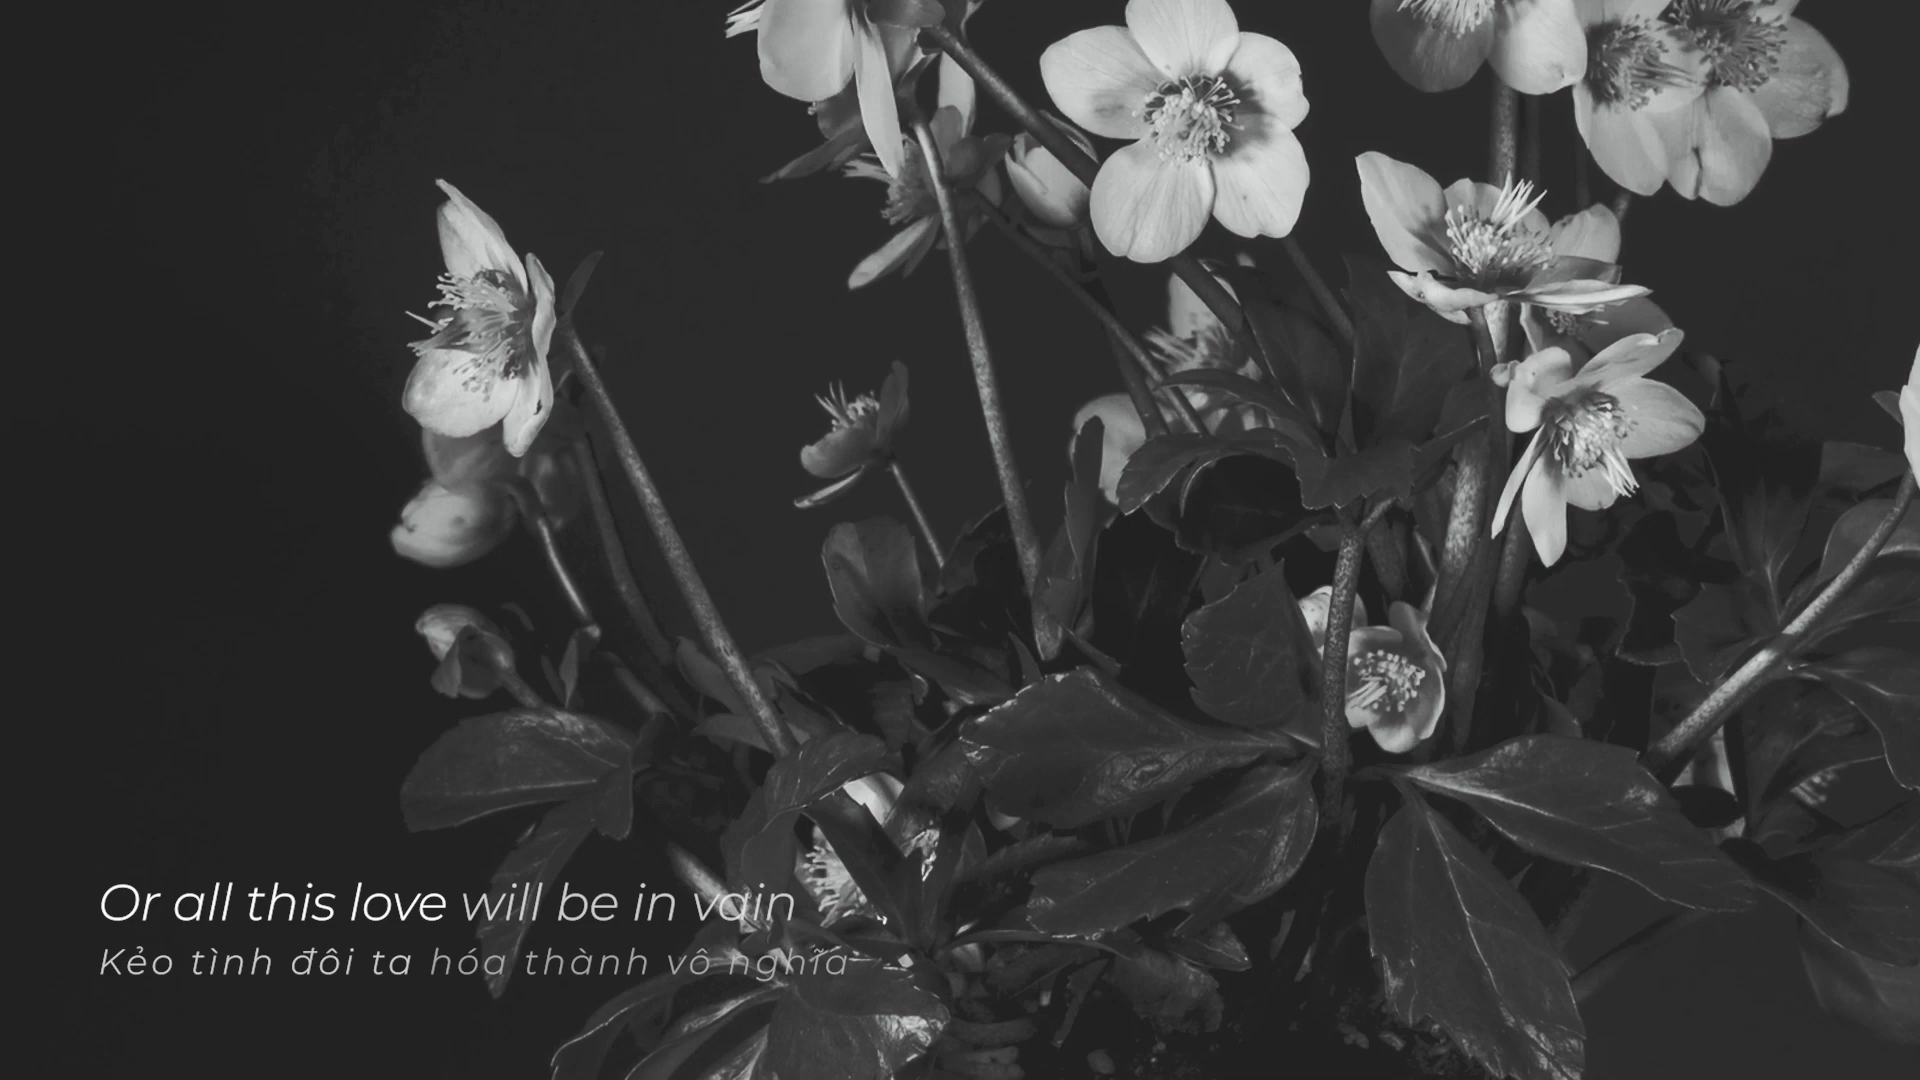 Or all this love will be in vain
Kẻo tình đôi ta hóa thành vô nghĩa